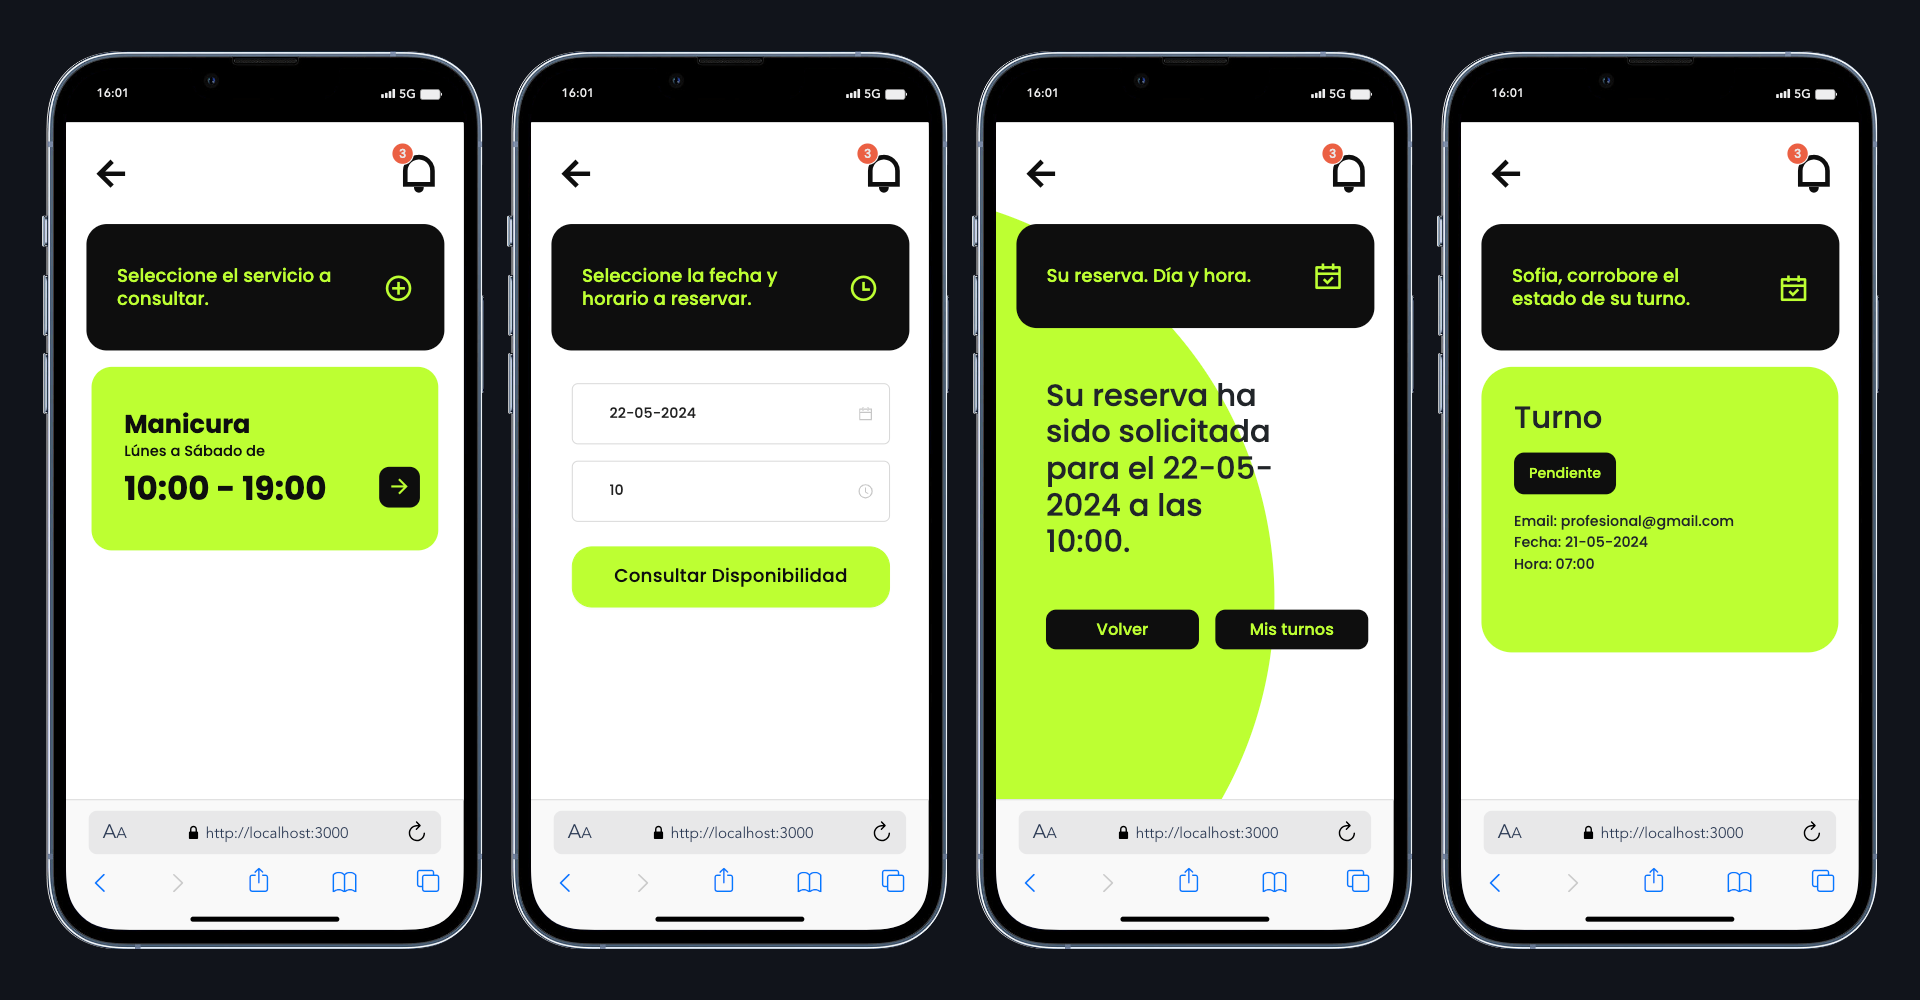 16:01
5G
3
Seleccione el servicio a
consultar.
Manicura
Lúnes a Sábado de
10:00 - 19:00
AA
http://localhost:3000
16:01
5G
3
Seleccione la fecha y
horario a reservar.
22-05-2024
10
Consultar Disponibilidad
AA
http://localhost:3000
16:01
5G
3
Su reserva. Día y hora.
Su reserva ha
sido solicitada
para el 22-05-
2024 a las
10:00.
Volver
Mis turnos
AA
http://localhost:3000
16:01
5G
3
Sofia, corrobore el
estado de su turno.
Turno
Pendiente
Email: profesional@gmail.com
Fecha: 21-05-2024
Hora: 07:00
AA
http://localhost:3000